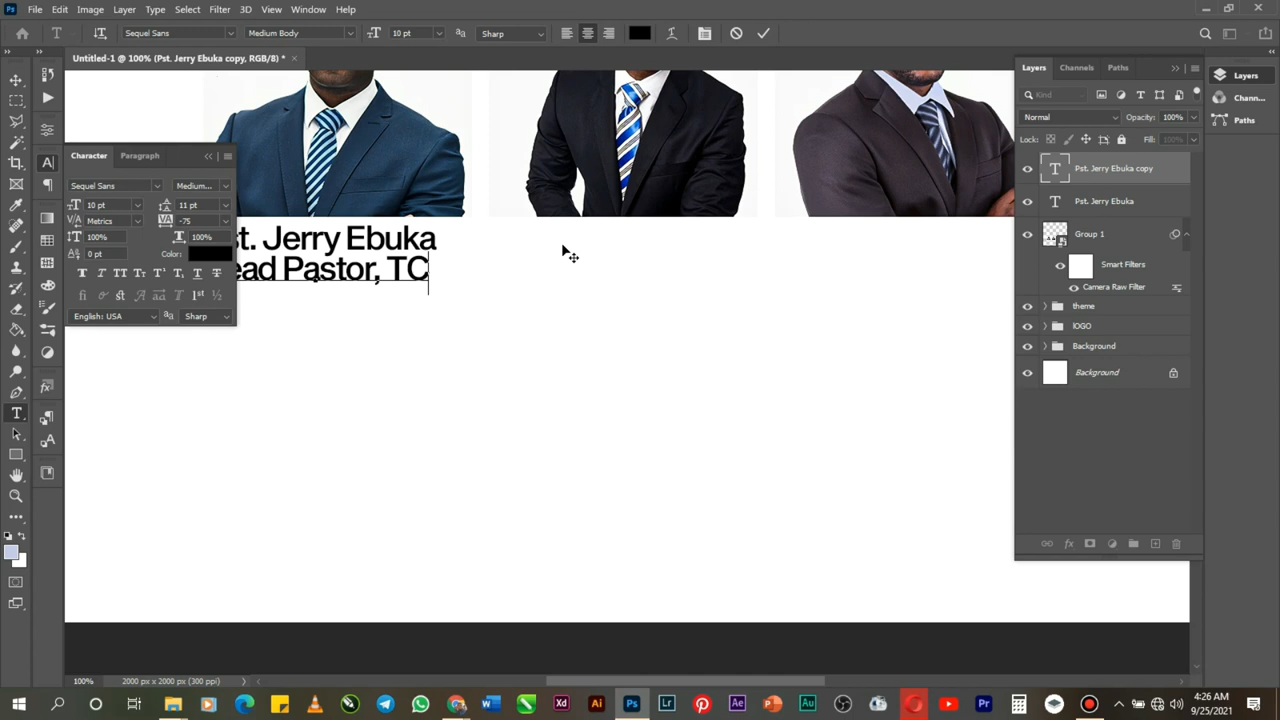 File Edit Image Layer Type Select Filter 3D View Window Help
Sequel Sans Medium Body 10 pt Sharp
Untitled-1 @ 100% (Pst. Jerry Ebuka copy, RGB/8) *
Character Paragraph
Sequel Sans Medium...
10 pt 11 pt
Metrics -75
100% 100%
0 pt Color:
English: USA Sharp
st. Jerry Ebuka
ead Pastor, TC
Layers Channels Paths
Kind
Normal Opacity: 100%
Lock: Fill: 100%
Pst. Jerry Ebuka copy
Pst. Jerry Ebuka
Group 1
Smart Filters
Camera Raw Filter
theme
lOGO
Background
Background
Layers
Chann...
Paths
100% 2000 px x 2000 px (300 ppi)
4:26 AM
9/25/2021